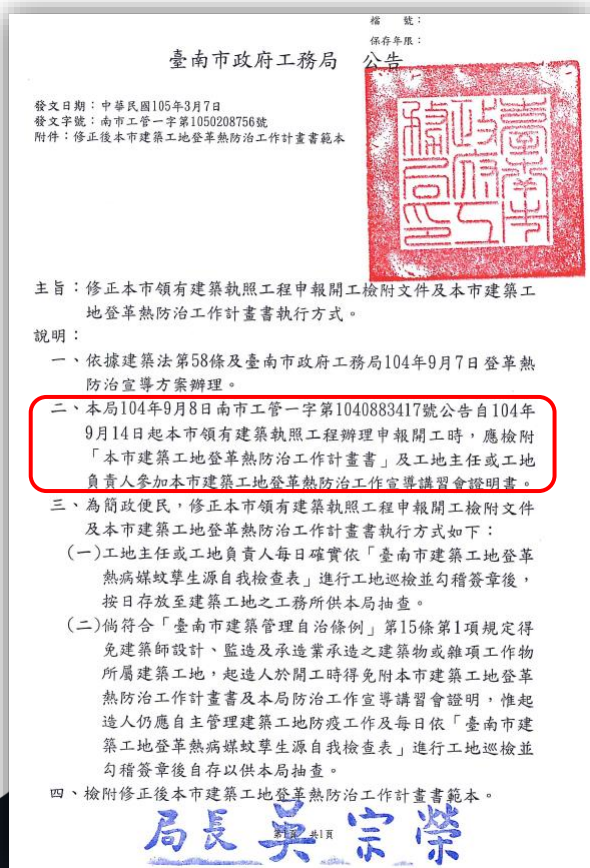 檔　　號：
保存年限：
臺南市政府工務局　公告
發文日期：中華民國105年3月7日
發文字號：南市工管一字第1050208756號
附件：修正後本市建築工地登革熱防治工作計畫書範本
臺南市政府工務局印
主旨：修正本市領有建築執照工程申報開工檢附文件及本市建築工
地登革熱防治工作計畫書執行方式。
說明：
一、依據建築法第58條及臺南市政府工務局104年9月7日登革熱
防治宣導方案辦理。
二、本局104年9月8日南市工管一字第1040883417號公告自104年
9月14日起本市領有建築執照工程辦理申報開工時，應檢附
「本市建築工地登革熱防治工作計畫書」及工地主任或工地
負責人參加本市建築工地登革熱防治工作宣導講習會證明書。
三、為簡政便民，修正本市領有建築執照工程申報開工檢附文件
及本市建築工地登革熱防治工作計畫書執行方式如下：
(一)工地主任或工地負責人每日確實依「臺南市建築工地登革
熱病媒蚊孳生源自我檢查表」進行工地巡檢並勾稽簽章後，
按日存放至建築工地之工務所供本局抽查。
(二)倘符合「臺南市建築管理自治條例」第15條第1項規定得
免建築師設計、監造及承造業承造之建築物或雜項工作物
所屬建築工地，起造人於開工時得免附本市建築工地登革
熱防治工作計畫書及本局防治工作宣導講習會證明，惟起
造人仍應自主管理建築工地防疫工作及每日依「臺南市建
築工地登革熱病媒蚊孳生源自我檢查表」進行工地巡檢並
勾稽簽章後自存以供本局抽查。
四、檢附修正後本市建築工地登革熱防治工作計畫書範本。
局長 吳宗榮
第1頁 共1頁